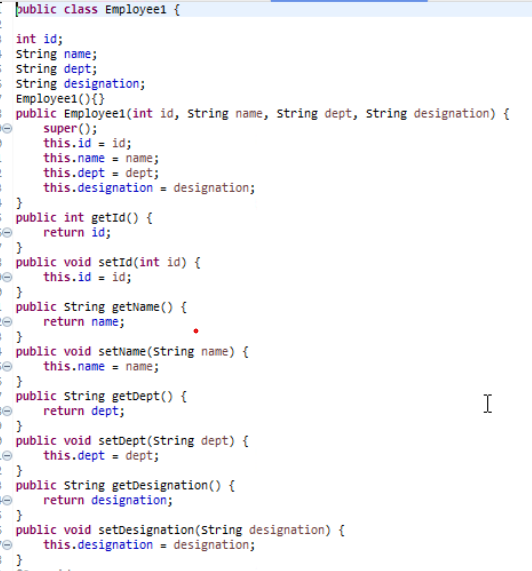 public class Employee1 {
int id;
String name;
String dept;
String designation;
Employee1(){}
public Employee1(int id, String name, String dept, String designation) {
super();
this.id = id;
this.name = name;
this.dept = dept;
this.designation = designation;
}
public int getId() {
return id;
}
public void setId(int id) {
this.id = id;
}
public String getName() {
return name;
}
public void setName(String name) {
this.name = name;
}
public String getDept() {
return dept;
}
public void setDept(String dept) {
this.dept = dept;
}
public String getDesignation() {
return designation;
}
public void setDesignation(String designation) {
this.designation = designation;
}